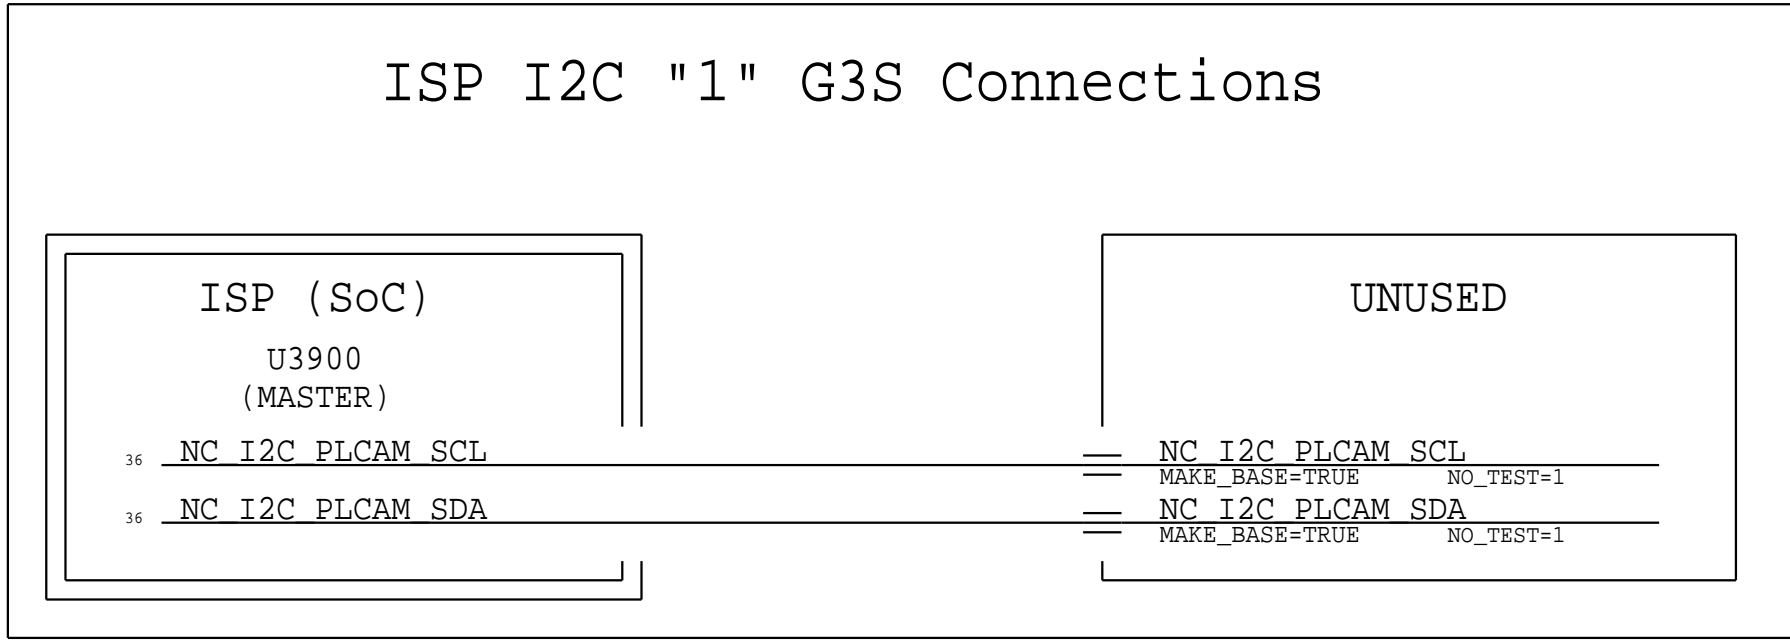 ISP I2C "1" G3S Connections
ISP (SoC)
U3900
(MASTER)
36 NC_I2C_PLCAM_SCL
36 NC_I2C_PLCAM_SDA
UNUSED
NC_I2C_PLCAM_SCL
MAKE_BASE=TRUE NO_TEST=1
NC_I2C_PLCAM_SDA
MAKE_BASE=TRUE NO_TEST=1